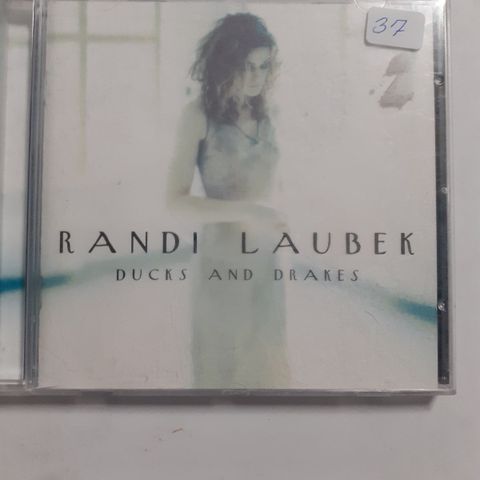 37
RANDI LAUBEK
DUCKS AND DRAKES